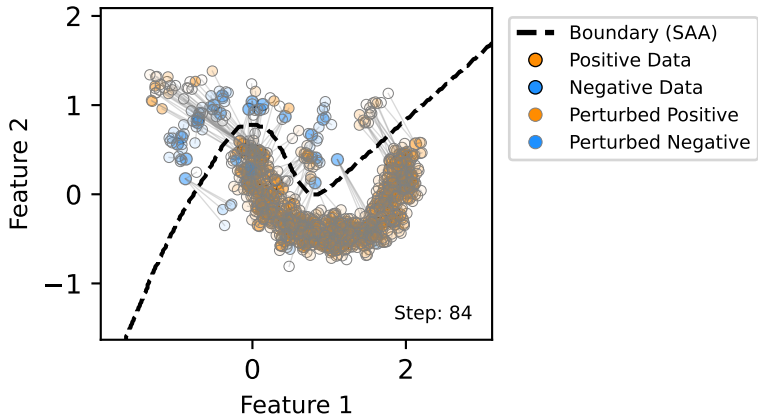 2
1
0
−1
Feature 2
0
2
Feature 1
Step: 84
Boundary (SAA)
Positive Data
Negative Data
Perturbed Positive
Perturbed Negative